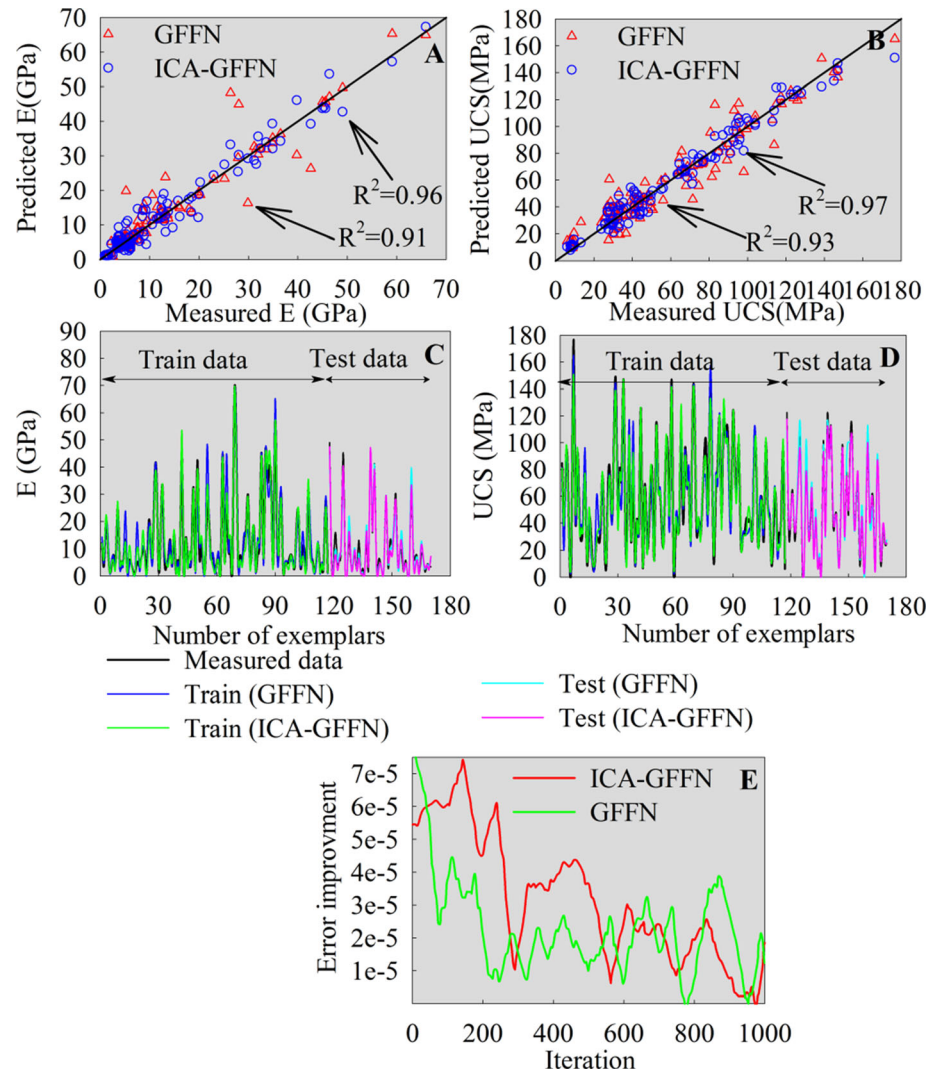 A
GFFN
ICA-GFFN
R²=0.96
R²=0.91
Predicted E(GPa)
70
60
50
40
30
20
10
0
0 10 20 30 40 50 60 70
Measured E (GPa)
B
GFFN
ICA-GFFN
R²=0.97
R²=0.93
Predicted UCS(MPa)
180
160
140
120
100
80
60
40
20
0
0 20 40 60 80 100 120 140 160 180
Measured UCS(MPa)
C
Train data Test data
E (GPa)
90
80
70
60
50
40
30
20
10
0
0 30 60 90 120 150 180
Number of exemplars
D
Train data Test data
UCS (MPa)
180
160
140
120
100
80
60
40
20
0
0 30 60 90 120 150 180
Number of exemplars
Measured data
Train (GFFN)
Train (ICA-GFFN)
Test (GFFN)
Test (ICA-GFFN)
E
ICA-GFFN
GFFN
Error improvment
7e-5
6e-5
5e-5
4e-5
3e-5
2e-5
1e-5
0 200 400 600 800 1000
Iteration